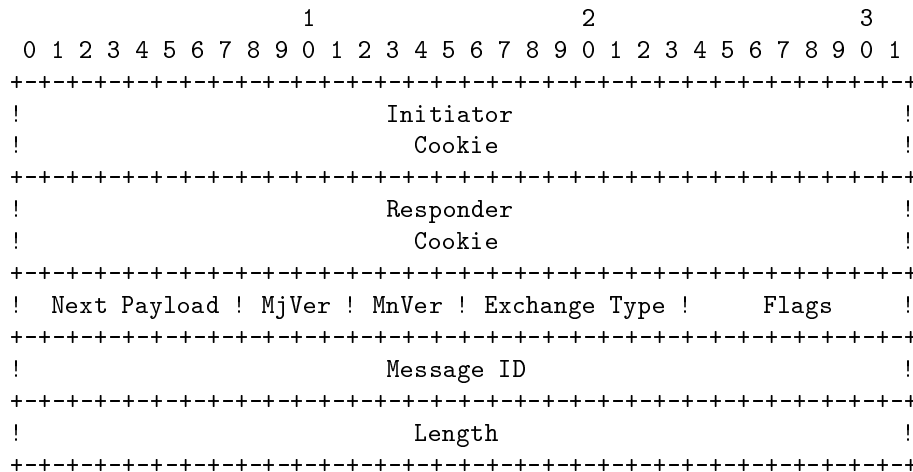 1                   2                   3
 0 1 2 3 4 5 6 7 8 9 0 1 2 3 4 5 6 7 8 9 0 1 2 3 4 5 6 7 8 9 0 1
+-+-+-+-+-+-+-+-+-+-+-+-+-+-+-+-+-+-+-+-+-+-+-+-+-+-+-+-+-+-+-+-+
!                          Initiator                            !
!                            Cookie                             !
+-+-+-+-+-+-+-+-+-+-+-+-+-+-+-+-+-+-+-+-+-+-+-+-+-+-+-+-+-+-+-+-+
!                          Responder                            !
!                            Cookie                             !
+-+-+-+-+-+-+-+-+-+-+-+-+-+-+-+-+-+-+-+-+-+-+-+-+-+-+-+-+-+-+-+-+
!  Next Payload ! MjVer ! MnVer ! Exchange Type !     Flags     !
+-+-+-+-+-+-+-+-+-+-+-+-+-+-+-+-+-+-+-+-+-+-+-+-+-+-+-+-+-+-+-+-+
!                          Message ID                           !
+-+-+-+-+-+-+-+-+-+-+-+-+-+-+-+-+-+-+-+-+-+-+-+-+-+-+-+-+-+-+-+-+
!                            Length                             !
+-+-+-+-+-+-+-+-+-+-+-+-+-+-+-+-+-+-+-+-+-+-+-+-+-+-+-+-+-+-+-+-+